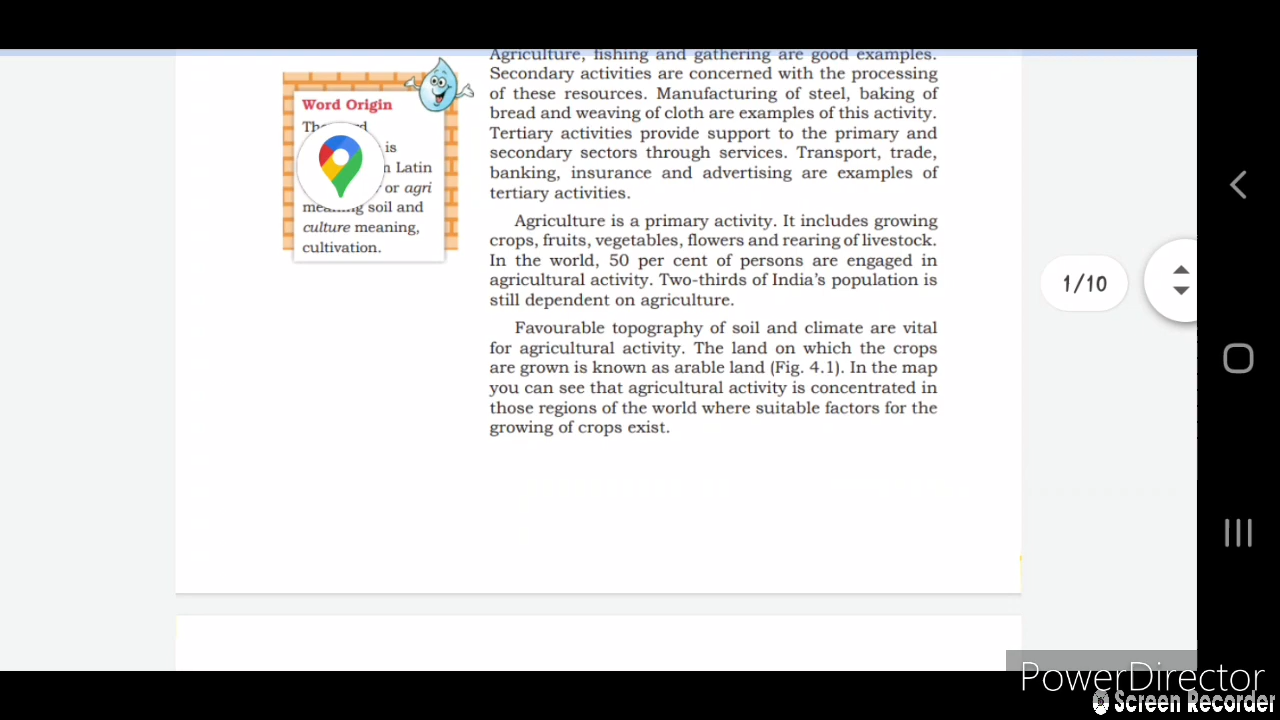 Agriculture, fishing and gathering are good examples.
Secondary activities are concerned with the processing
of these resources. Manufacturing of steel, baking of
bread and weaving of cloth are examples of this activity.
Tertiary activities provide support to the primary and
secondary sectors through services. Transport, trade,
banking, insurance and advertising are examples of
tertiary activities.
Agriculture is a primary activity. It includes growing
crops, fruits, vegetables, flowers and rearing of livestock.
In the world, 50 per cent of persons are engaged in
agricultural activity. Two-thirds of India's population is
still dependent on agriculture.
Favourable topography of soil and climate are vital
for agricultural activity. The land on which the crops
are grown is known as arable land (Fig. 4.1). In the map
you can see that agricultural activity is concentrated in
those regions of the world where suitable factors for the
growing of crops exist.
Word Origin
is
Latin
or agri
soil and
culture meaning,
cultivation.
1/10
PowerDirector
Screen Recorder